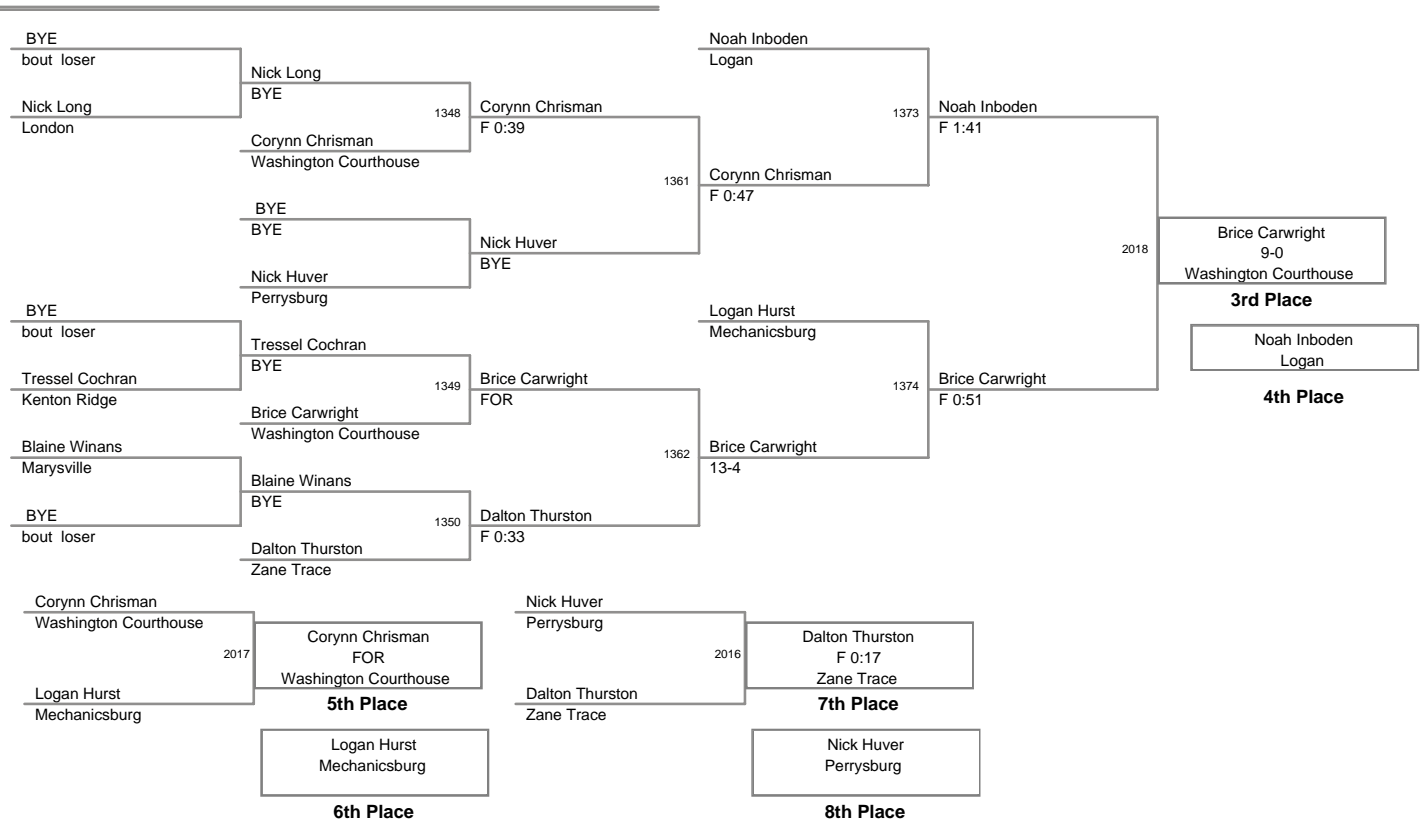 BYE
bout loser
Nick Long
London
Nick Long
BYE
Corynn Chrisman
Washington Courthouse
1348
Corynn Chrisman
F 0:39
BYE
BYE
Nick Huver
Perrysburg
Nick Huver
BYE
1361
Noah Inboden
Logan
Corynn Chrisman
F 0:47
1373
Noah Inboden
F 1:41
BYE
bout loser
Tressel Cochran
Kenton Ridge
Tressel Cochran
BYE
Brice Carwright
Washington Courthouse
1349
Brice Carwright
FOR
Blaine Winans
Marysville
BYE
bout loser
Blaine Winans
BYE
Dalton Thurston
Zane Trace
1350
Dalton Thurston
F 0:33
1362
Logan Hurst
Mechanicsburg
Brice Carwright
13-4
1374
Brice Carwright
F 0:51
2018
Brice Carwright
9-0
Washington Courthouse
3rd Place
Noah Inboden
Logan
4th Place
Corynn Chrisman
Washington Courthouse
Logan Hurst
Mechanicsburg
2017
Corynn Chrisman
FOR
Washington Courthouse
5th Place
Logan Hurst
Mechanicsburg
6th Place
Nick Huver
Perrysburg
Dalton Thurston
Zane Trace
2016
Dalton Thurston
F 0:17
Zane Trace
7th Place
Nick Huver
Perrysburg
8th Place